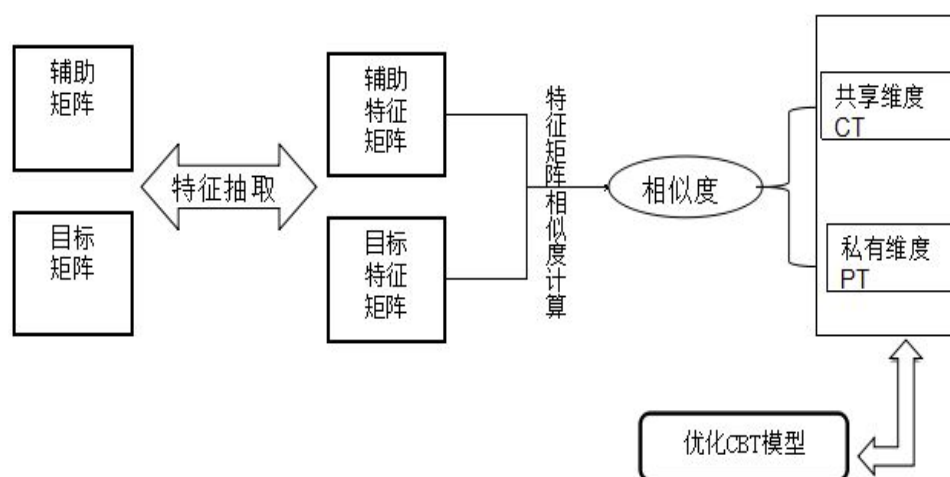 辅助
矩阵
目标
矩阵
特征抽取
辅助
特征
矩阵
目标
特征
矩阵
特征矩阵相似度计算
相似度
共享维度
CT
私有维度
PT
优化CBT模型